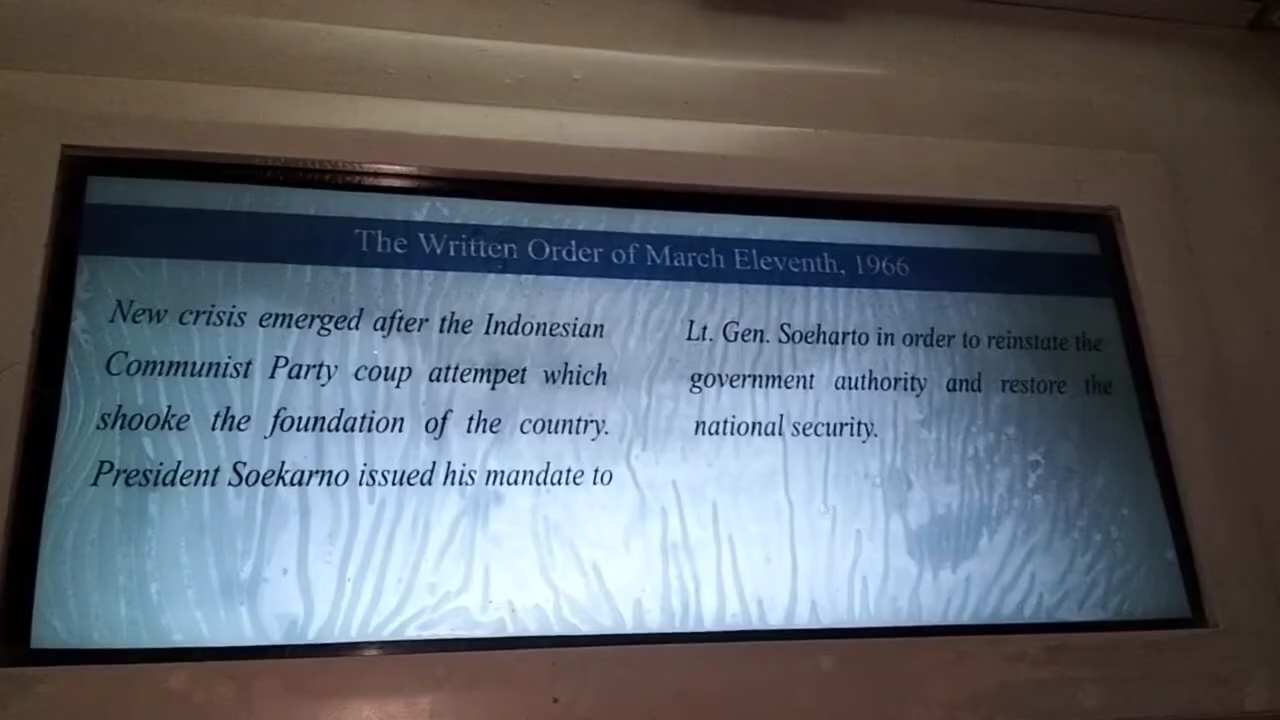 The Written Order of March Eleventh, 1966
New crisis emerged after the Indonesian
Communist Party coup attempet which
shooke the foundation of the country.
President Soekarno issued his mandate to
Lt. Gen. Soeharto in order to reinstate the
government authority and restore the
national security.